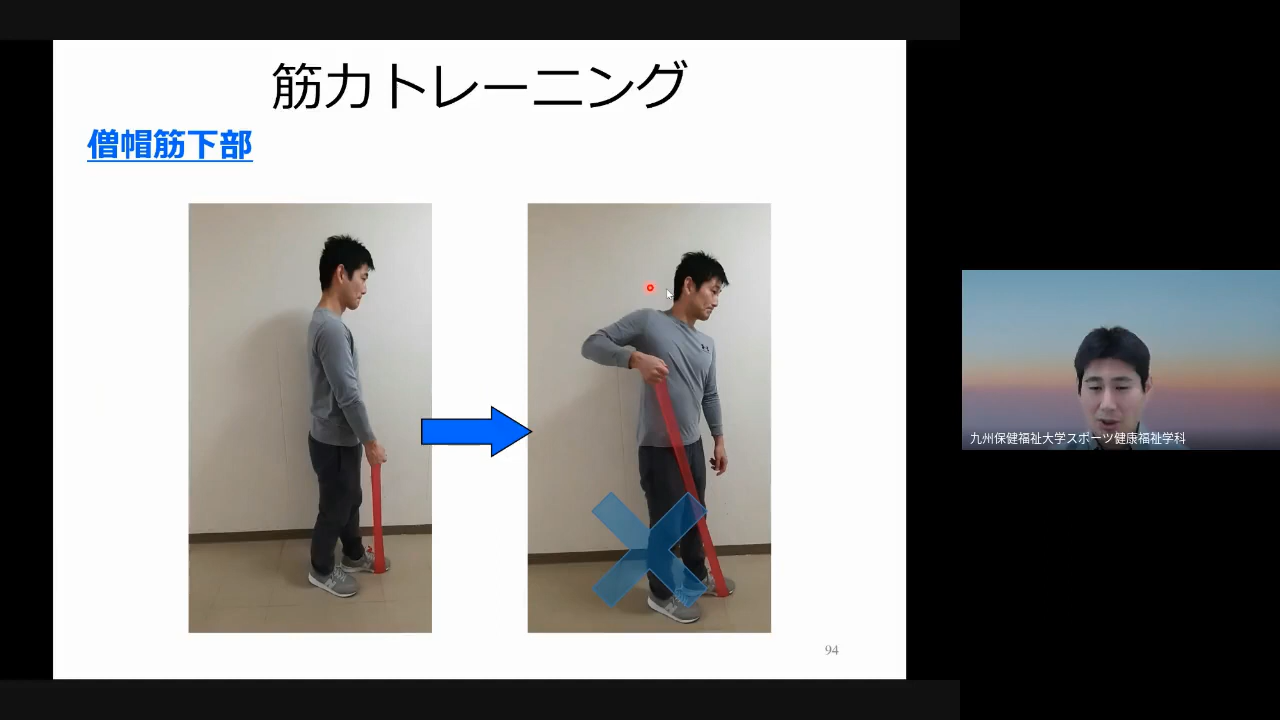 筋力トレーニング
僧帽筋下部
94
九州保健福祉大学スポーツ健康福祉学科